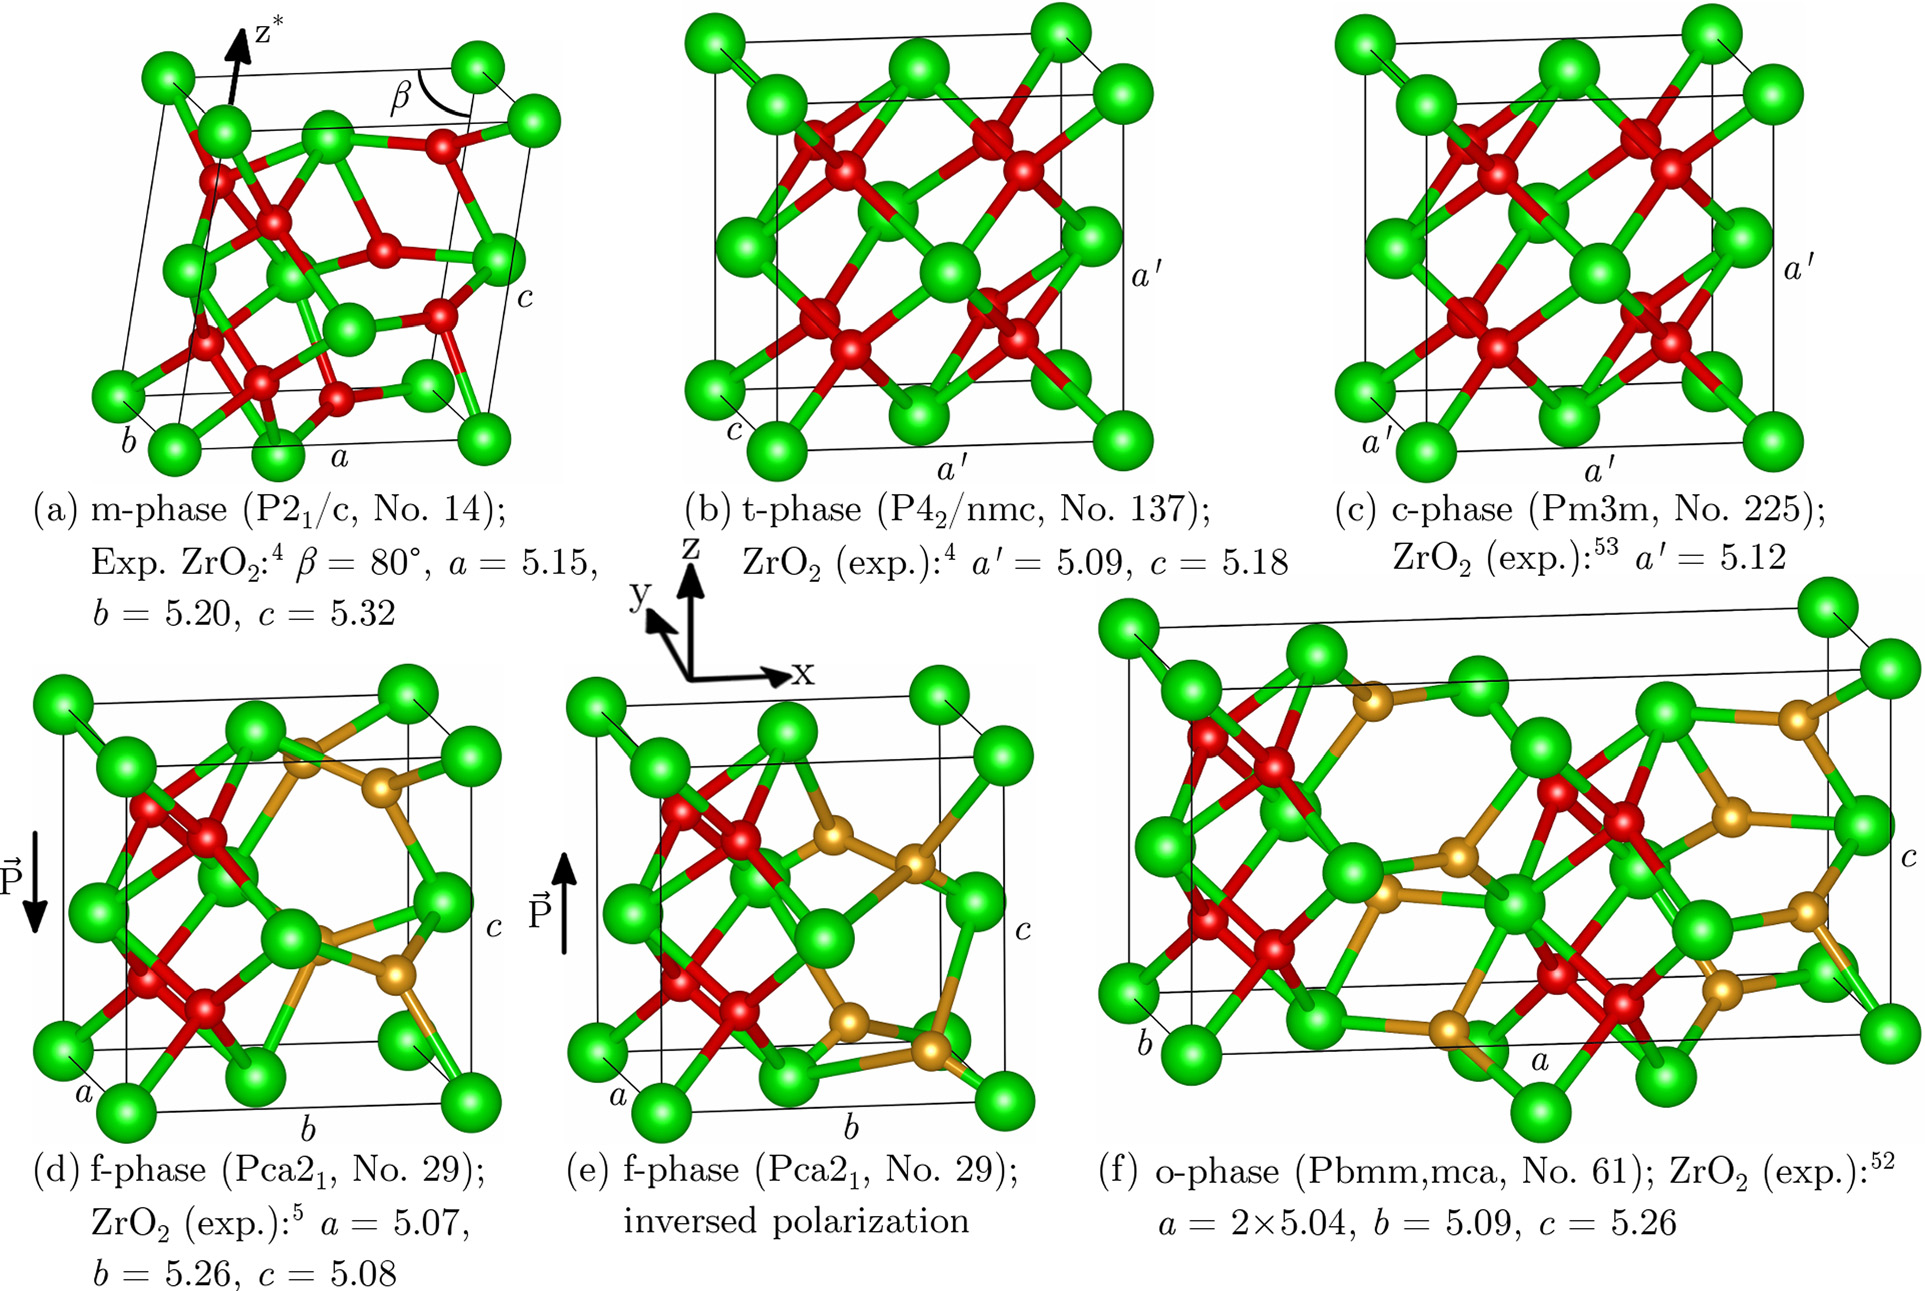 z*
β
c
b
a
(a) m-phase (P2₁/c, No. 14);
Exp. ZrO₂:⁴ β = 80°, a = 5.15,
b = 5.20, c = 5.32
a′
c
a′
(b) t-phase (P4₂/nmc, No. 137);
ZrO₂ (exp.):⁴ a′ = 5.09, c = 5.18
a′
a′
a′
(c) c-phase (Pm3m, No. 225);
ZrO₂ (exp.):⁵³ a′ = 5.12
z
y
x
P⃗
c
a
b
(d) f-phase (Pca2₁, No. 29);
ZrO₂ (exp.):⁵ a = 5.07,
b = 5.26, c = 5.08
P⃗
c
a
b
(e) f-phase (Pca2₁, No. 29);
inversed polarization
c
b
a
(f) o-phase (Pbmm,mca, No. 61); ZrO₂ (exp.):⁵²
a = 2×5.04, b = 5.09, c = 5.26